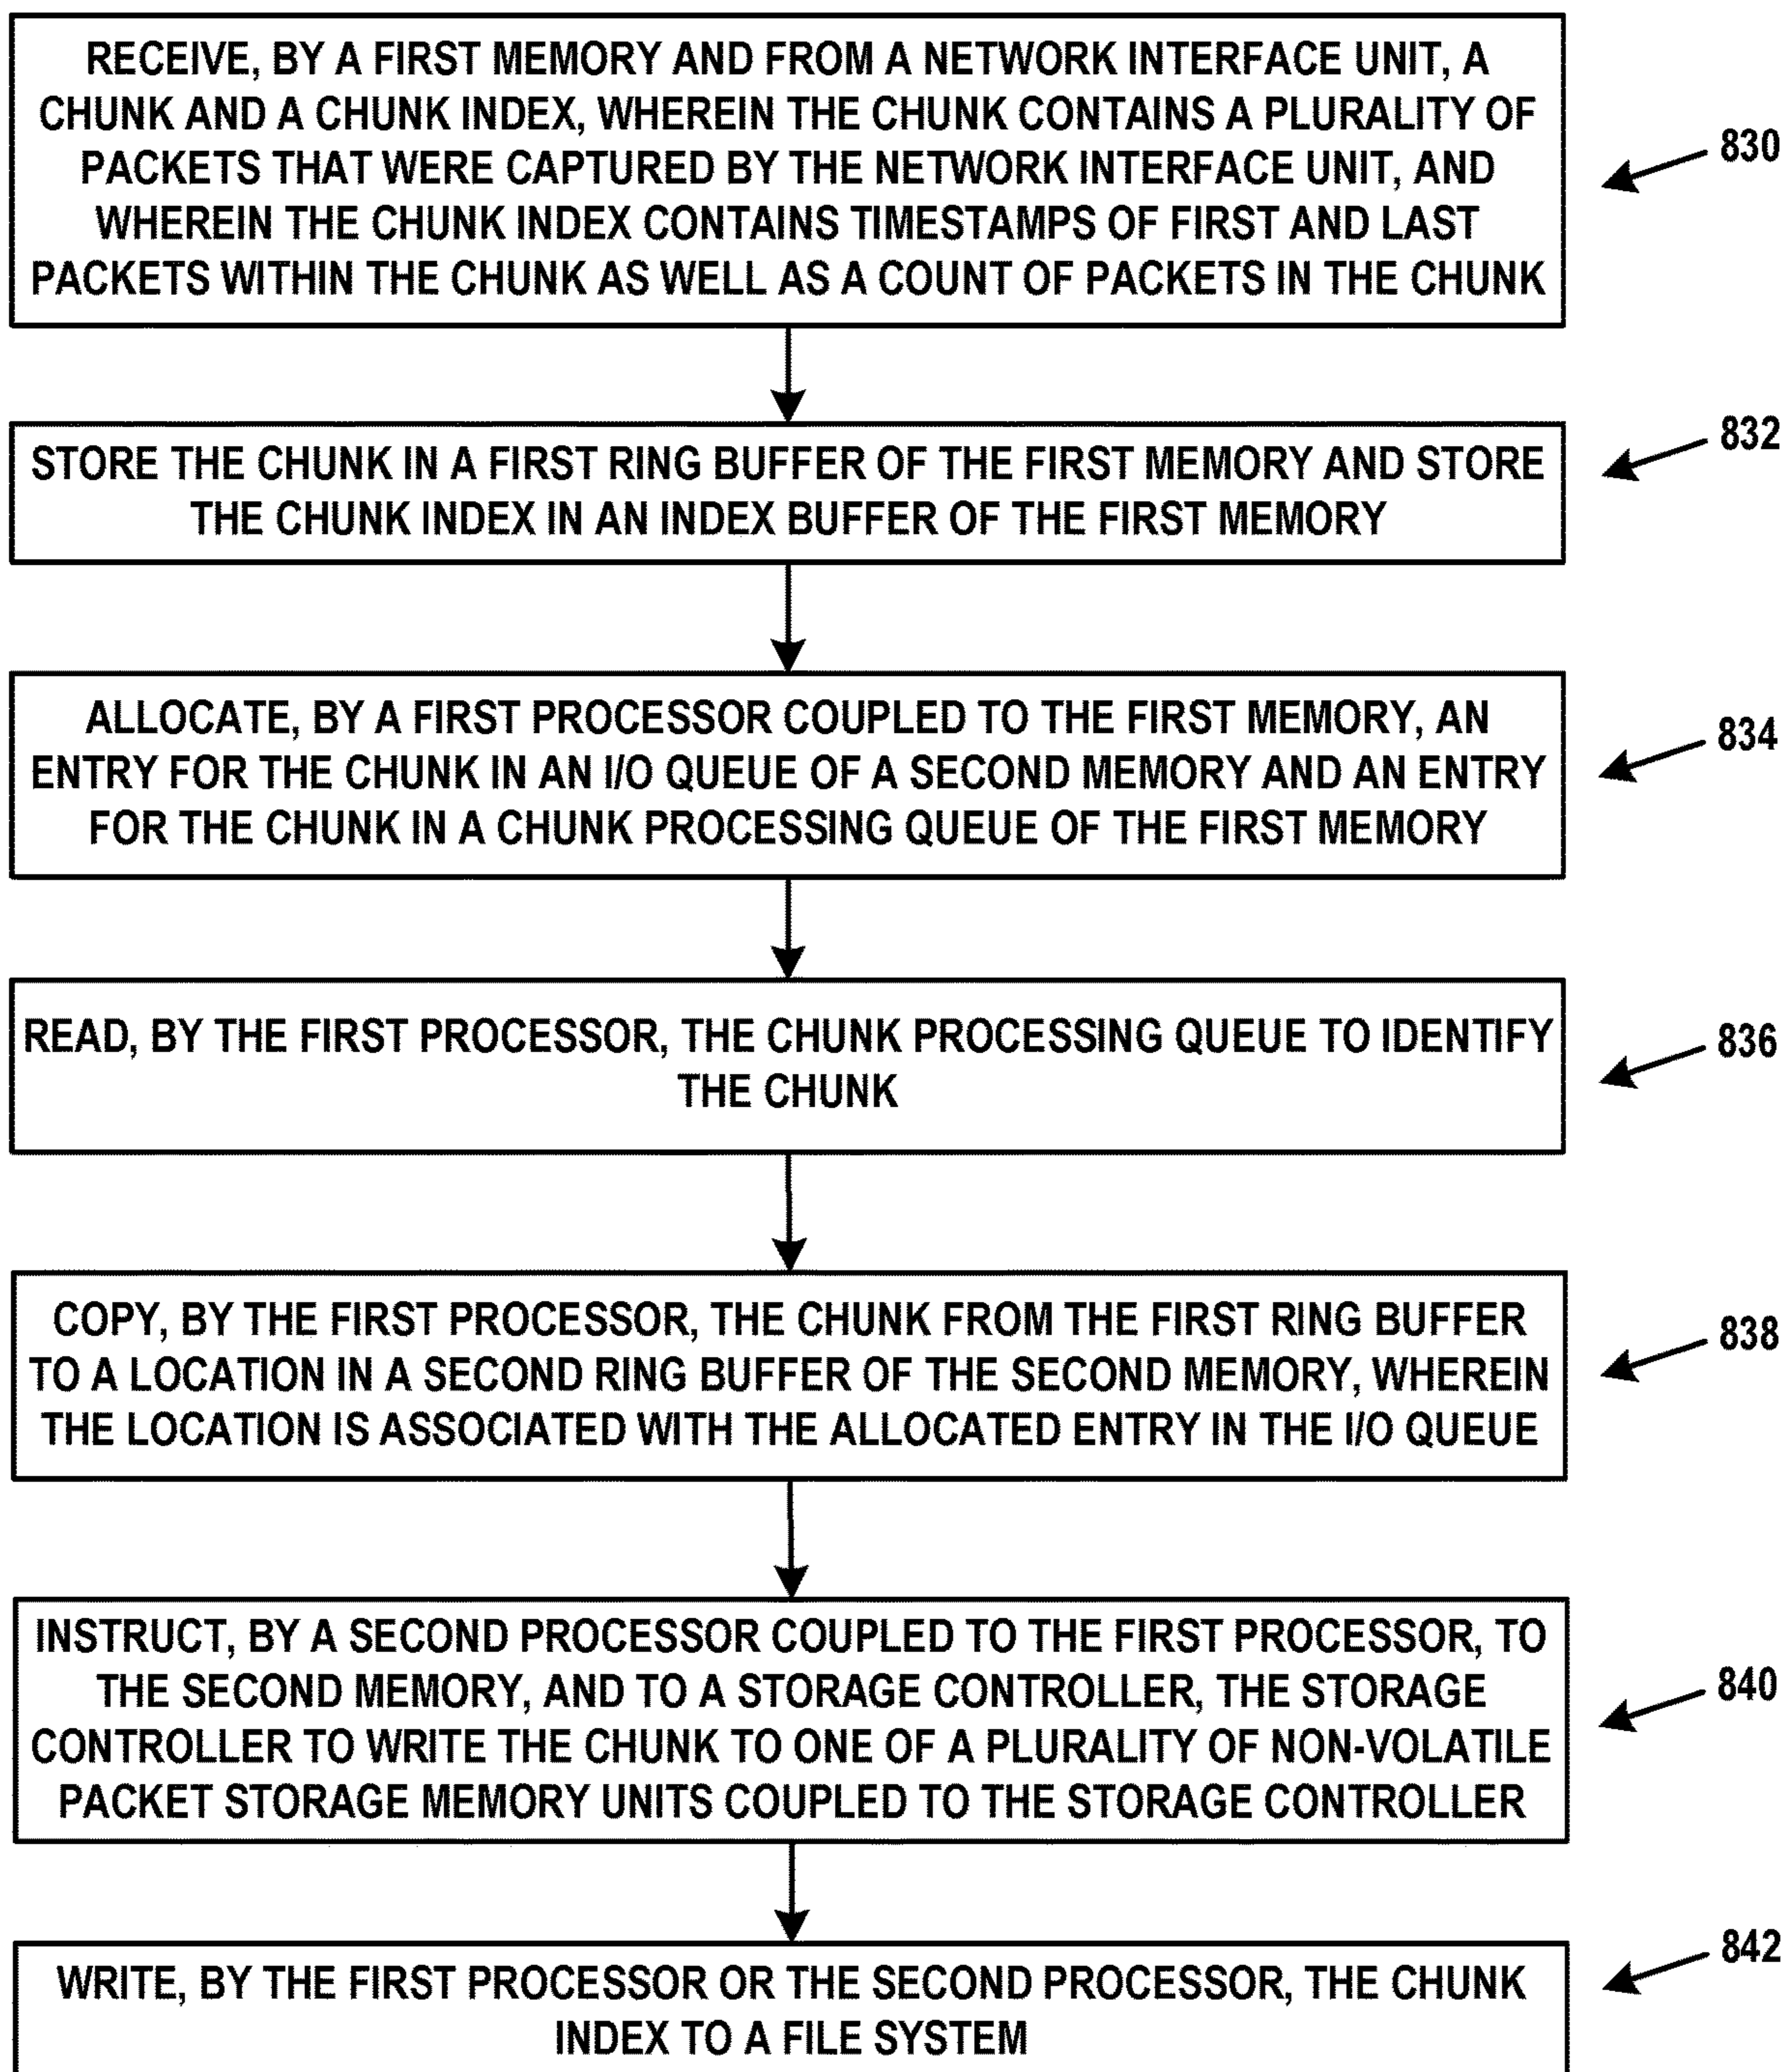 RECEIVE, BY A FIRST MEMORY AND FROM A NETWORK INTERFACE UNIT, A
CHUNK AND A CHUNK INDEX, WHEREIN THE CHUNK CONTAINS A PLURALITY OF
PACKETS THAT WERE CAPTURED BY THE NETWORK INTERFACE UNIT, AND
WHEREIN THE CHUNK INDEX CONTAINS TIMESTAMPS OF FIRST AND LAST
PACKETS WITHIN THE CHUNK AS WELL AS A COUNT OF PACKETS IN THE CHUNK
830
STORE THE CHUNK IN A FIRST RING BUFFER OF THE FIRST MEMORY AND STORE
THE CHUNK INDEX IN AN INDEX BUFFER OF THE FIRST MEMORY
832
ALLOCATE, BY A FIRST PROCESSOR COUPLED TO THE FIRST MEMORY, AN
ENTRY FOR THE CHUNK IN AN I/O QUEUE OF A SECOND MEMORY AND AN ENTRY
FOR THE CHUNK IN A CHUNK PROCESSING QUEUE OF THE FIRST MEMORY
834
READ, BY THE FIRST PROCESSOR, THE CHUNK PROCESSING QUEUE TO IDENTIFY
THE CHUNK
836
COPY, BY THE FIRST PROCESSOR, THE CHUNK FROM THE FIRST RING BUFFER
TO A LOCATION IN A SECOND RING BUFFER OF THE SECOND MEMORY, WHEREIN
THE LOCATION IS ASSOCIATED WITH THE ALLOCATED ENTRY IN THE I/O QUEUE
838
INSTRUCT, BY A SECOND PROCESSOR COUPLED TO THE FIRST PROCESSOR, TO
THE SECOND MEMORY, AND TO A STORAGE CONTROLLER, THE STORAGE
CONTROLLER TO WRITE THE CHUNK TO ONE OF A PLURALITY OF NON-VOLATILE
PACKET STORAGE MEMORY UNITS COUPLED TO THE STORAGE CONTROLLER
840
WRITE, BY THE FIRST PROCESSOR OR THE SECOND PROCESSOR, THE CHUNK
INDEX TO A FILE SYSTEM
842